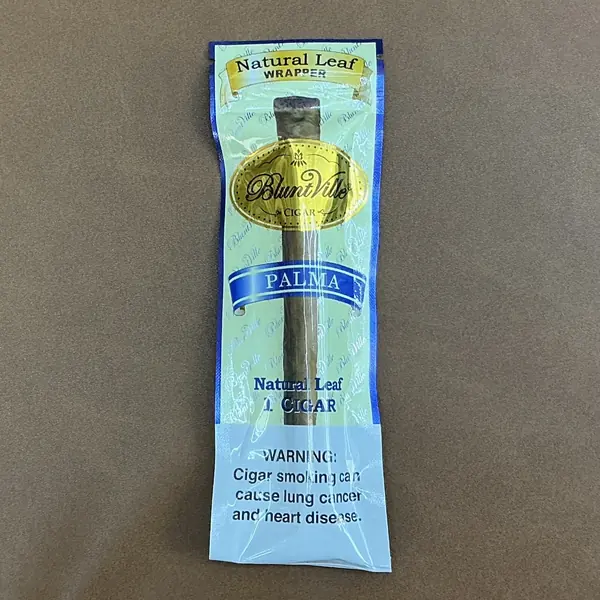 Natural Leaf
WRAPPER
BluntVille
CIGAR
PALMA
Natural Leaf
1 CIGAR
WARNING:
Cigar smoking can
cause lung cancer
and heart disease.